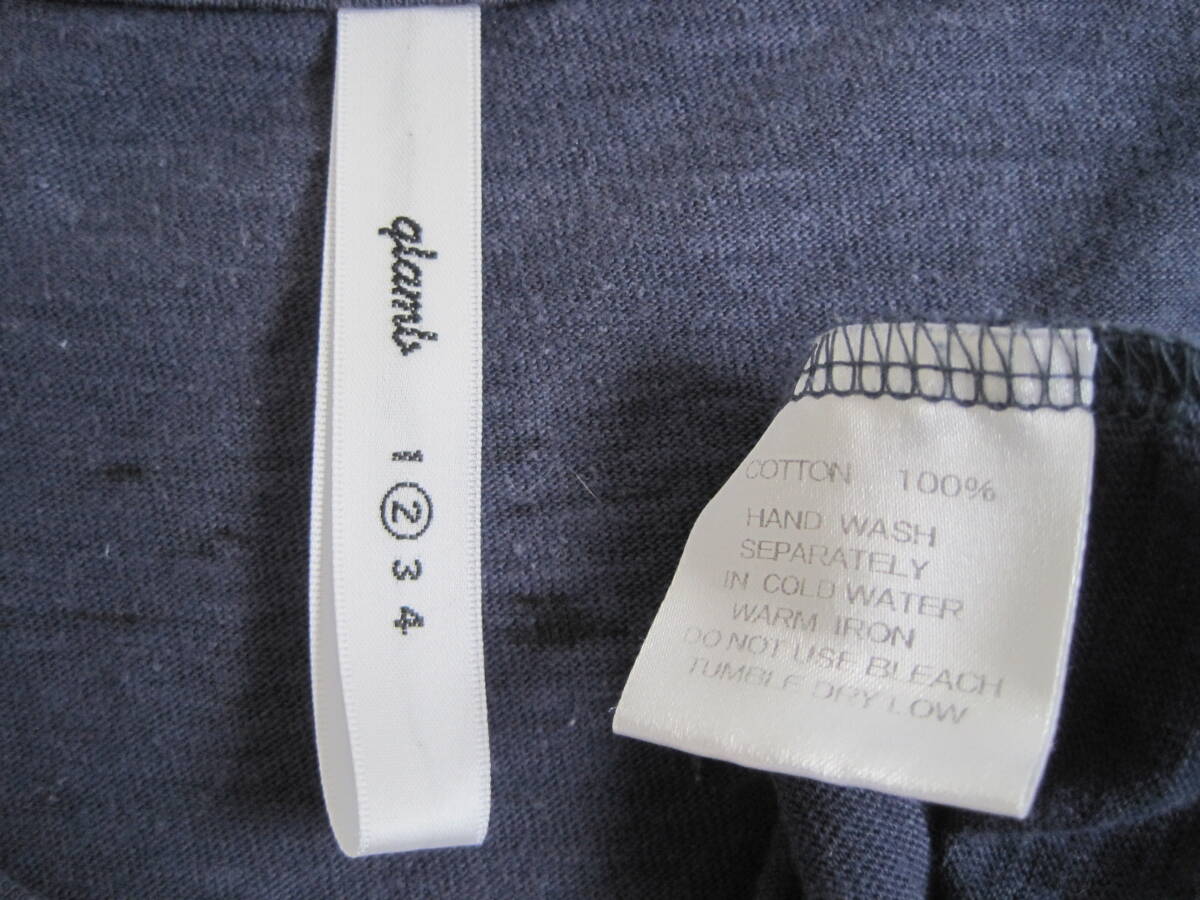 glamb
1 2 3 4
COTTON 100%
HAND WASH
SEPARATELY
IN COLD WATER
WARM IRON
DO NOT USE BLEACH
TUMBLE DRY LOW